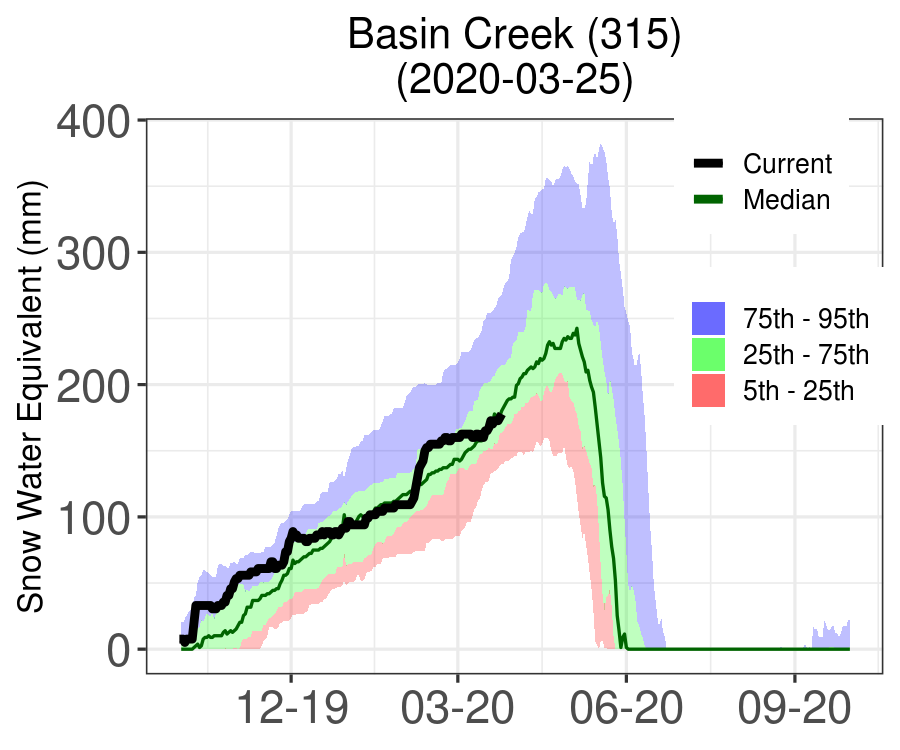 Basin Creek (315)
(2020-03-25)
Snow Water Equivalent (mm)
400
300
200
100
0
12-19
03-20
06-20
09-20
Current
Median
75th - 95th
25th - 75th
5th - 25th